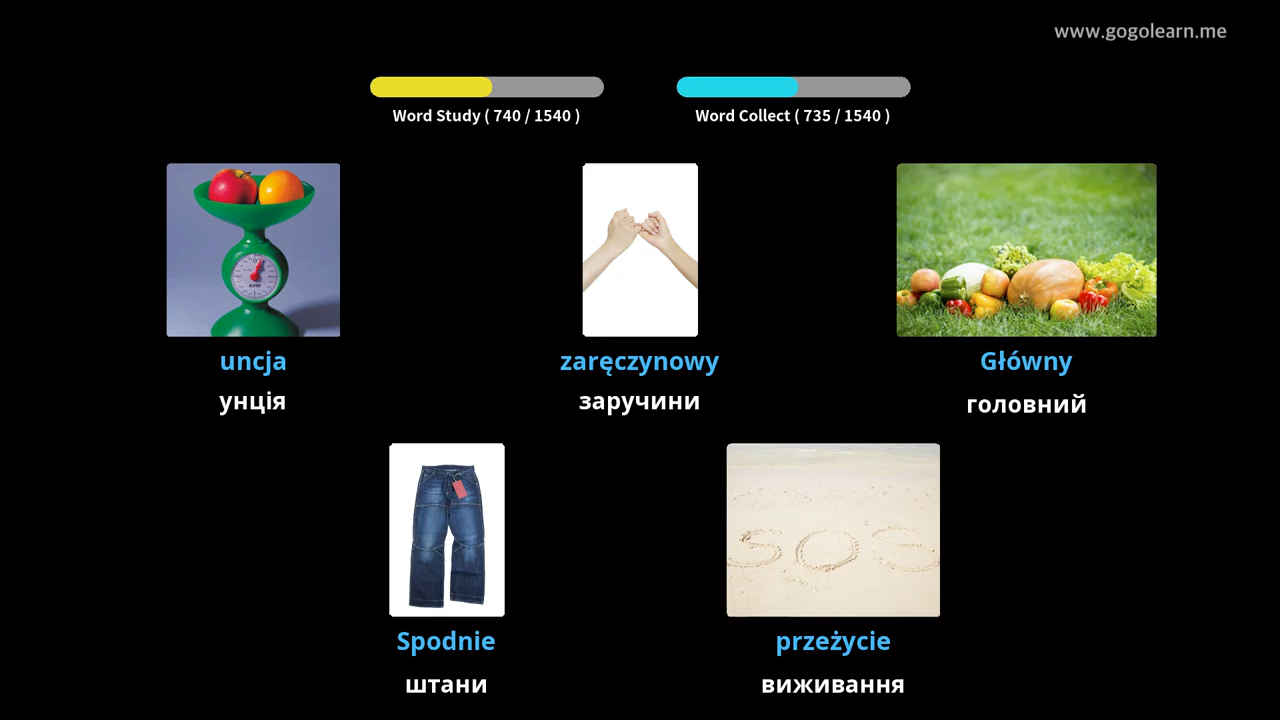 www.gogolearn.me
Word Study ( 740 / 1540 )
Word Collect ( 735 / 1540 )
uncja
унція
zaręczynowy
заручини
Główny
головний
SOS
Spodnie
штани
przeżycie
виживання